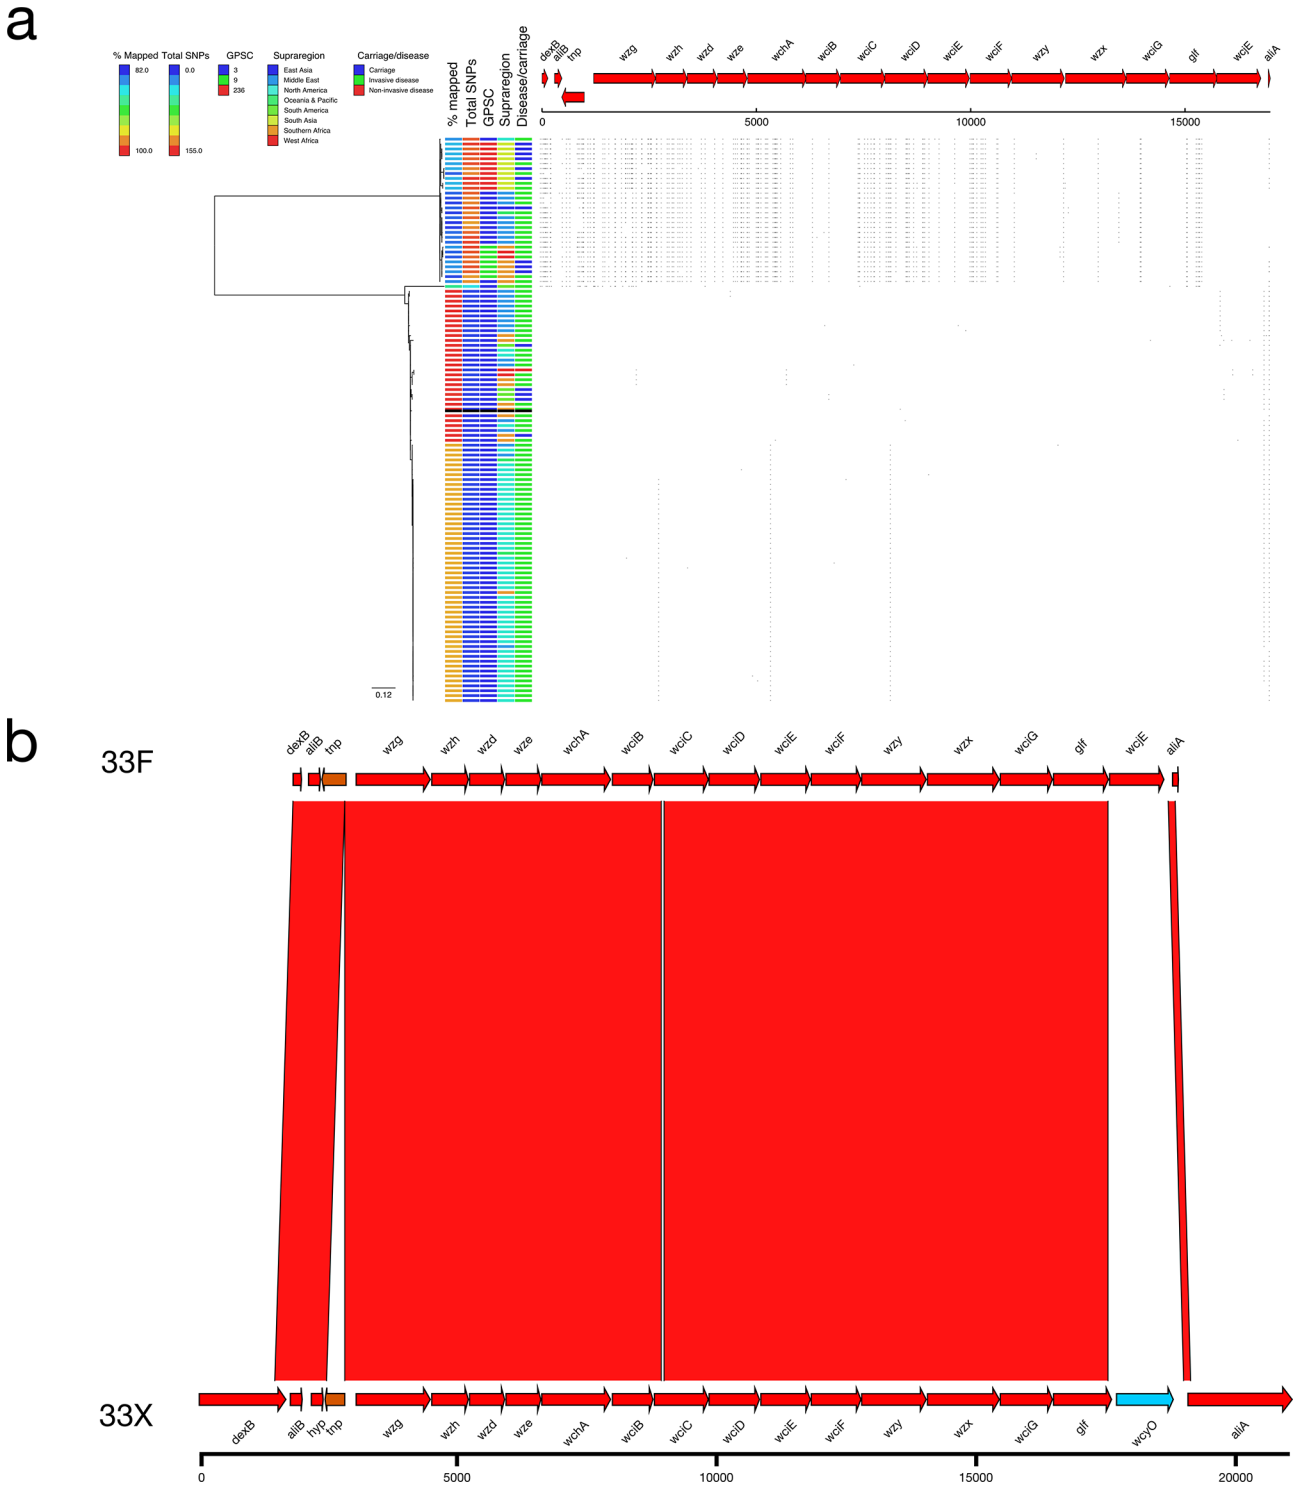 a
% Mapped Total SNPs GPSC Supraregion Carriage/disease
82.0 0.0 3 East Asia Carriage
9 Middle East Invasive disease
236 North America Non-invasive disease
Oceania & Pacific
South America
South Asia
Southern Africa
100.0 155.0 West Africa
% mapped
Total SNPs
GPSC
Supraregion
Disease/carriage
dexB aliB tnp wzg wzh wzd wze wchA wciB wciC wciD wciE wciF wzy wzx wciG glf wcjE aliA
0 5000 10000 15000
0.12
b
dexB aliB tnp wzg wzh wzd wze wchA wciB wciC wciD wciE wciF wzy wzx wciG glf wcjE aliA
33F
33X
dexB aliB hyp tnp wzg wzh wzd wze wchA wciB wciC wciD wciE wciF wzy wzx wciG glf wcyO aliA
0 5000 10000 15000 20000